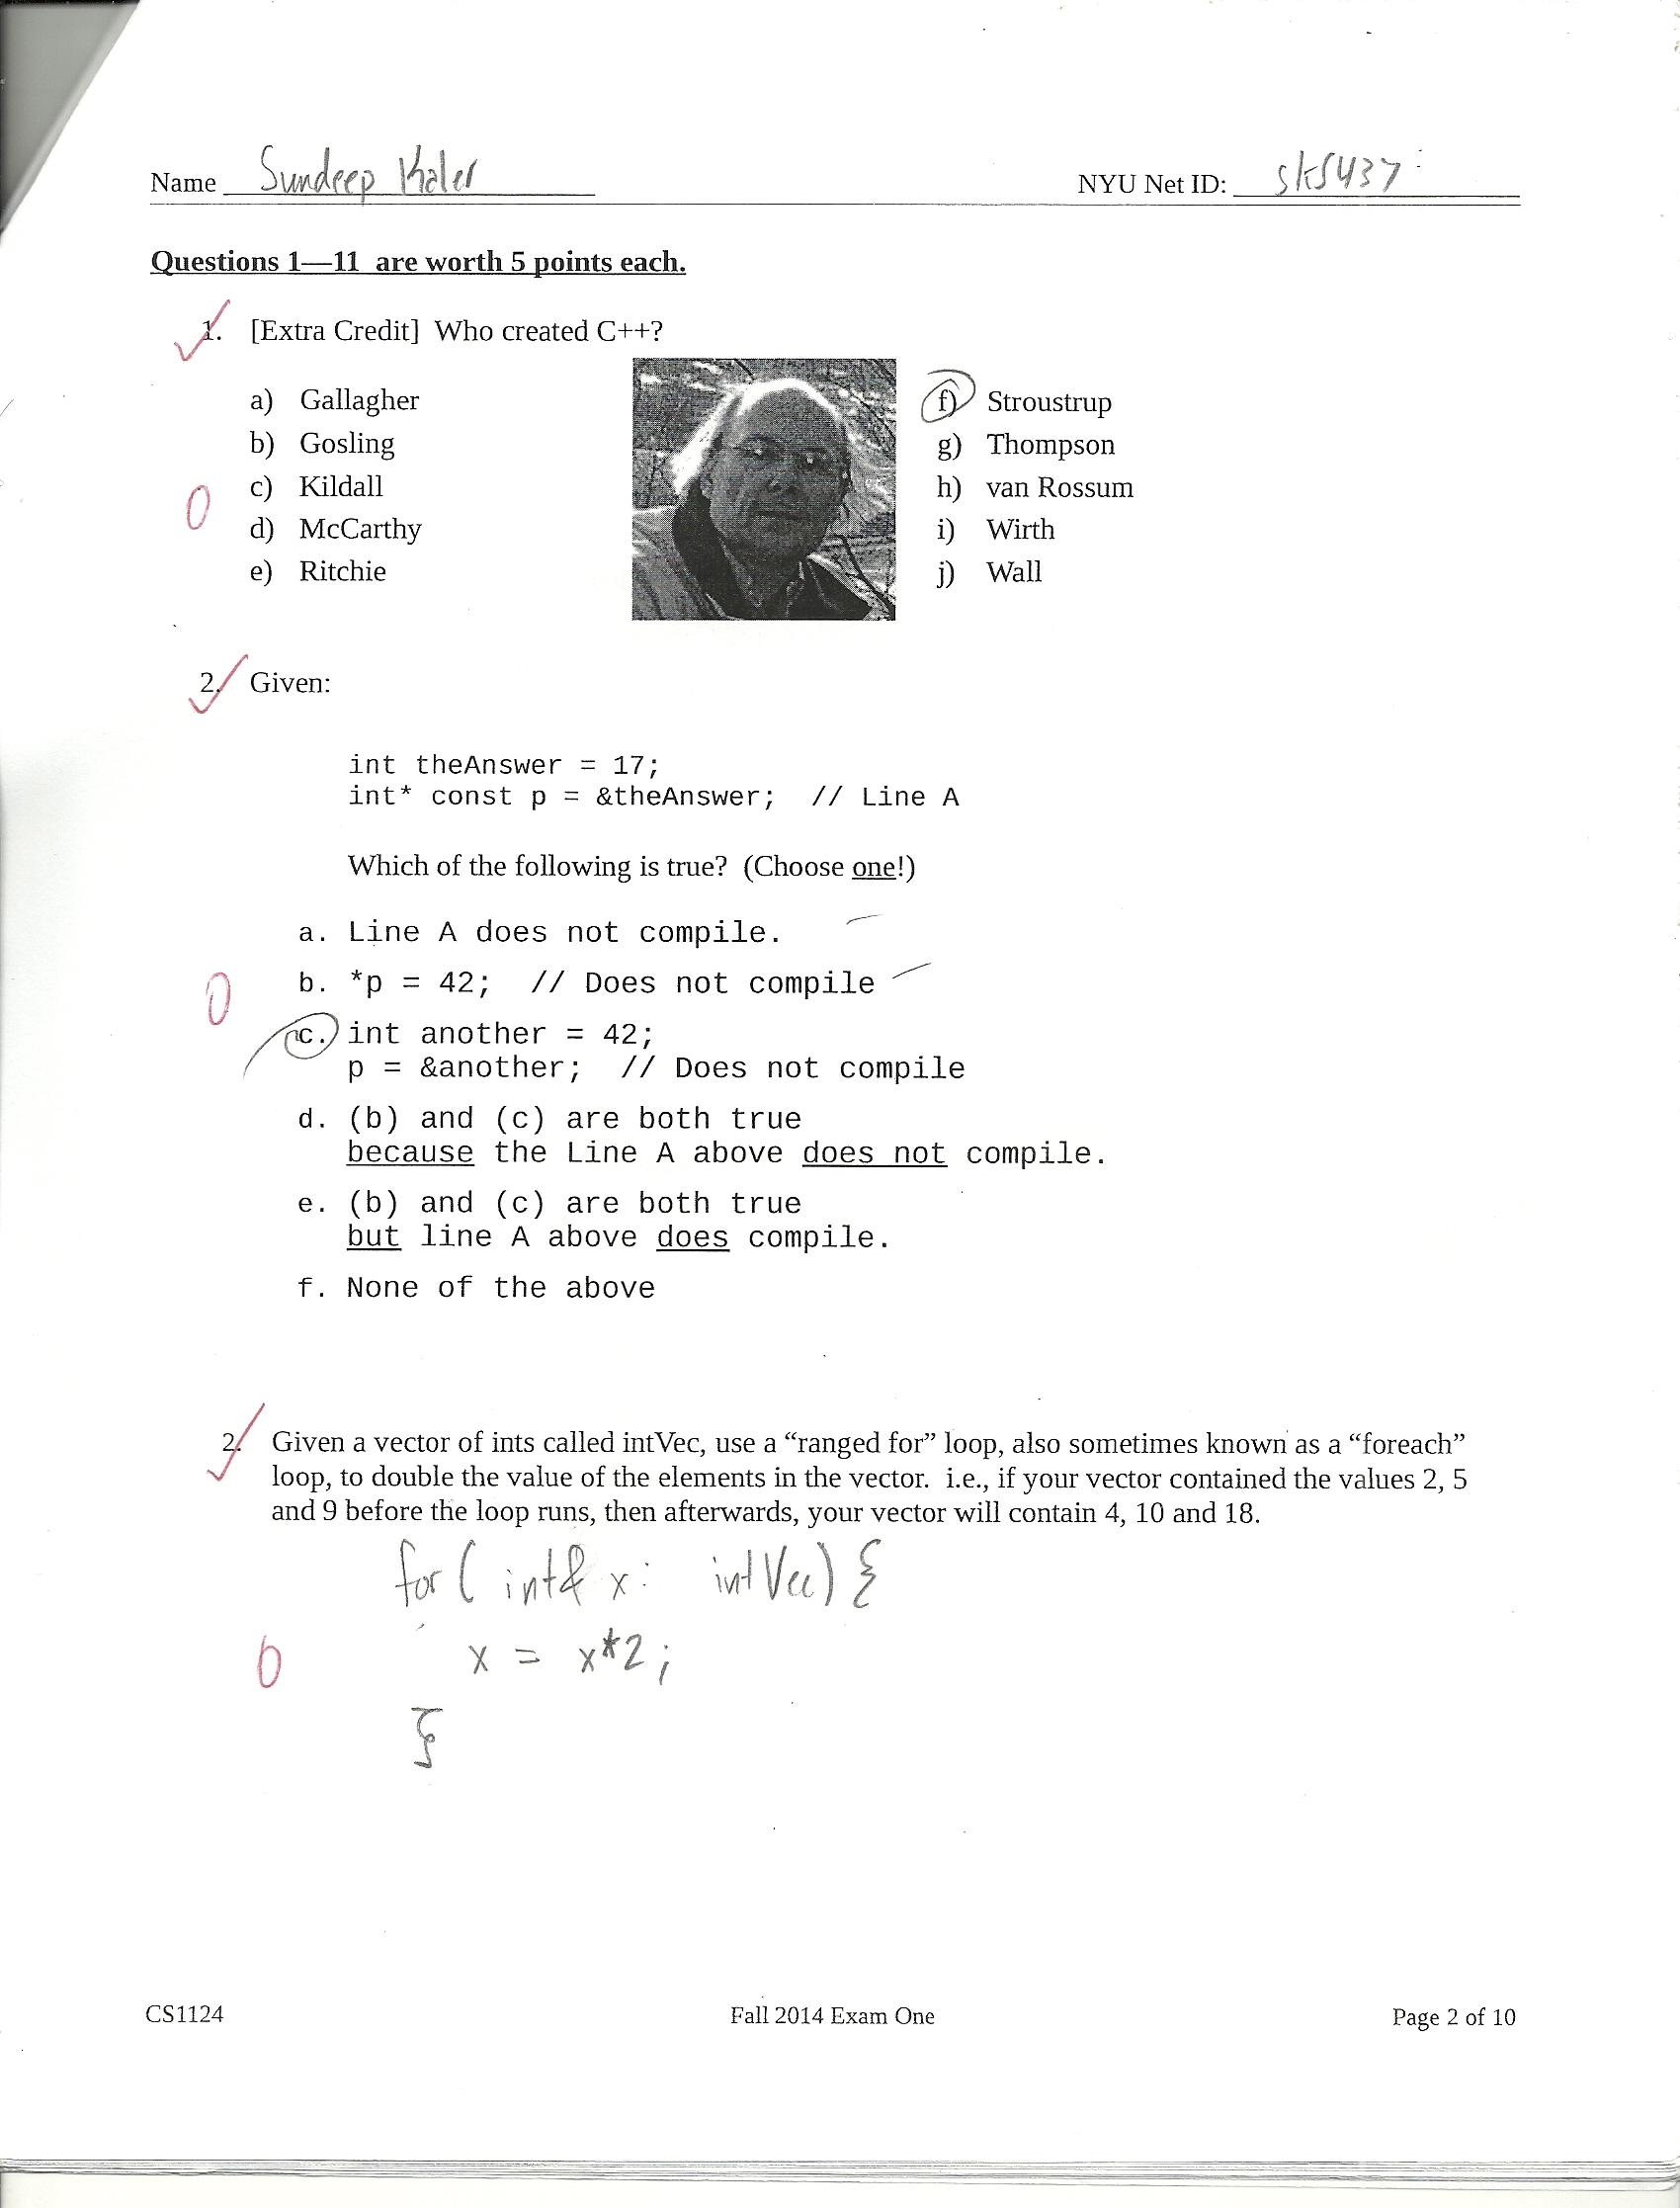 Name Sundeep Kaler NYU Net ID: sks437
Questions 1—11 are worth 5 points each.
1. [Extra Credit] Who created C++?
a) Gallagher
b) Gosling
c) Kildall
d) McCarthy
e) Ritchie
f) Stroustrup
g) Thompson
h) van Rossum
i) Wirth
j) Wall
0
2. Given:
int theAnswer = 17;
int* const p = &theAnswer; // Line A
Which of the following is true? (Choose one!)
a. Line A does not compile.
b. *p = 42; // Does not compile
0
c. int another = 42;
p = &another; // Does not compile
d. (b) and (c) are both true
because the Line A above does not compile.
e. (b) and (c) are both true
but line A above does compile.
f. None of the above
2. Given a vector of ints called intVec, use a “ranged for” loop, also sometimes known as a “foreach”
loop, to double the value of the elements in the vector. i.e., if your vector contained the values 2, 5
and 9 before the loop runs, then afterwards, your vector will contain 4, 10 and 18.
for( int& x: intVec) {
0
x = x*2;
}
CS1124 Fall 2014 Exam One Page 2 of 10